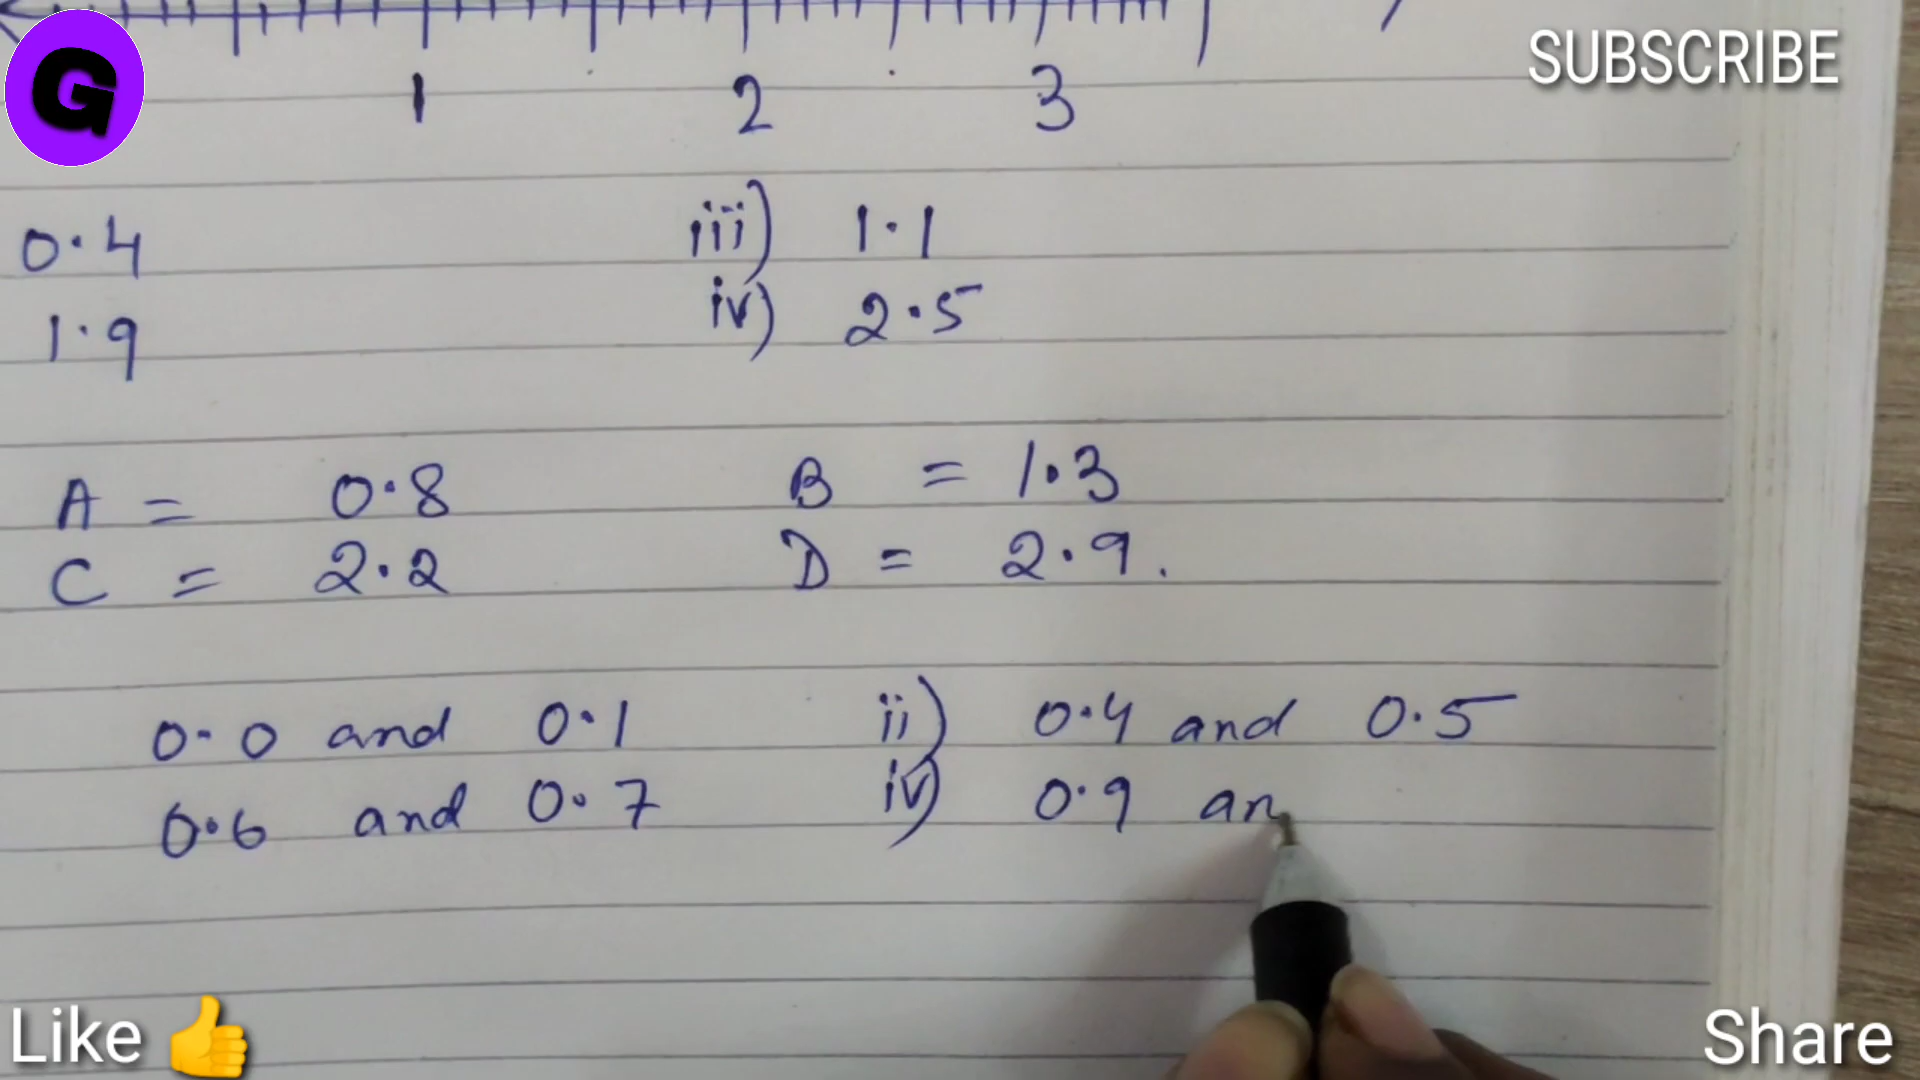 G
SUBSCRIBE
1 2 3
0.4 iii) 1.1
1.9 iv) 2.5
A = 0.8 B = 1.3
C = 2.2 D = 2.9.
0.0 and 0.1 ii) 0.4 and 0.5
0.6 and 0.7 iv) 0.9 an
Like 👍
Share